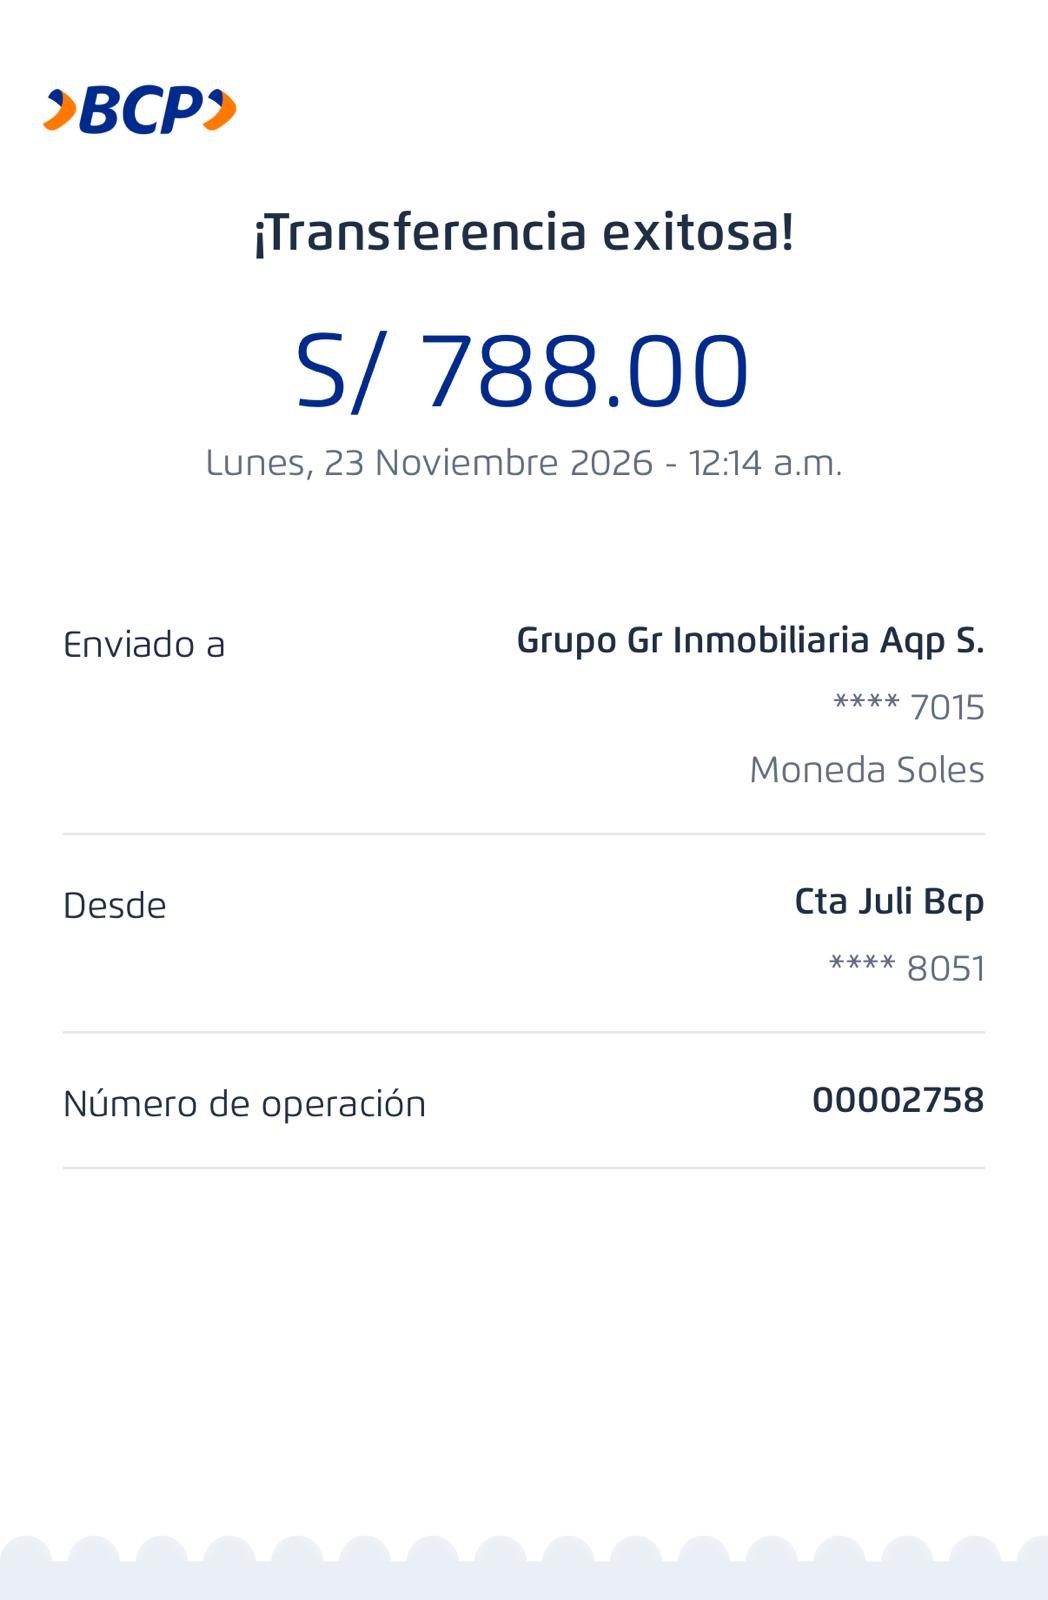 BCP
¡Transferencia exitosa!
S/ 788.00
Lunes, 23 Noviembre 2026 - 12:14 a.m.
Enviado a
Grupo Gr Inmobiliaria Aqp S.
**** 7015
Moneda Soles
Desde
Cta Juli Bcp
**** 8051
Número de operación
00002758